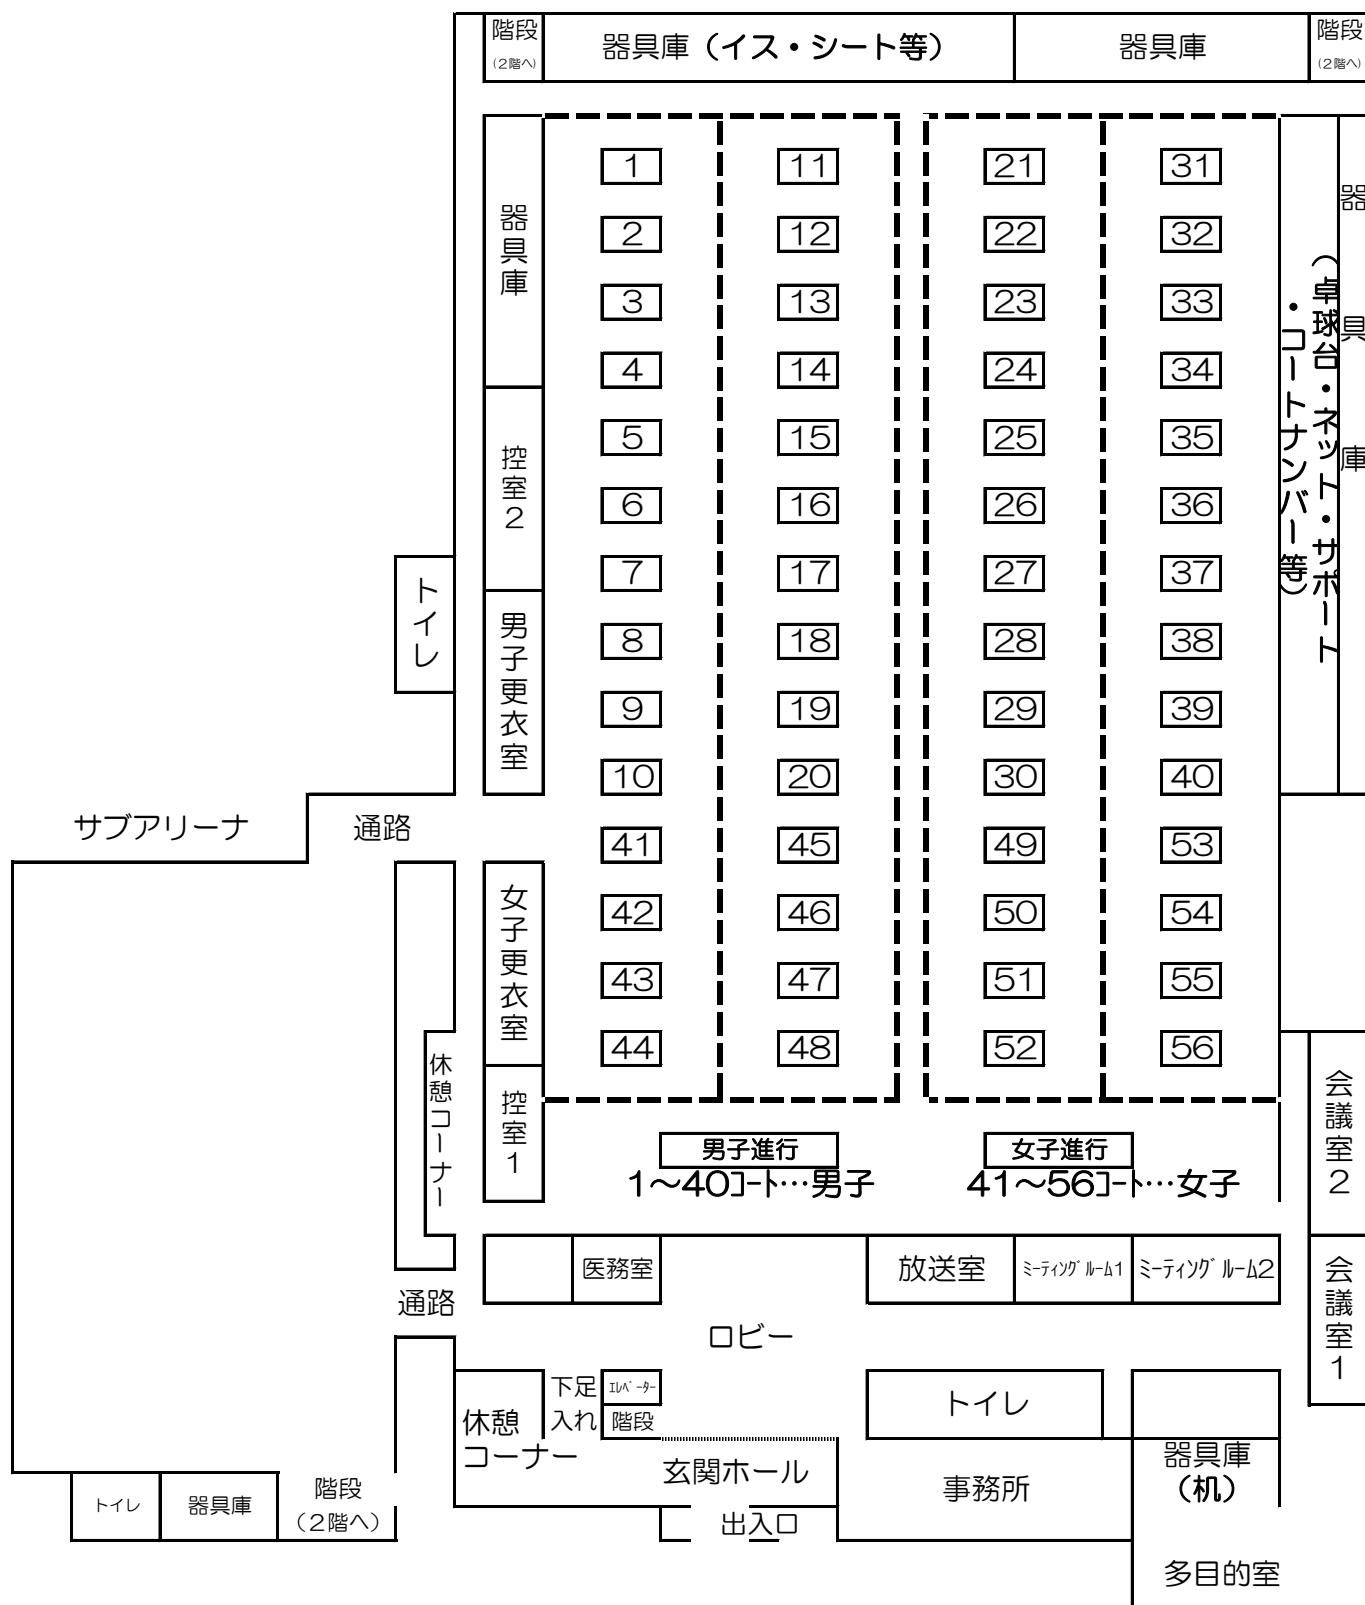 階段
(2階へ)
器具庫（イス・シート等）
器具庫
階段
(2階へ)
器具庫
1 11 21 31
2 12 22 32
3 13 23 33
4 14 24 34
5 15 25 35
6 16 26 36
7 17 27 37
8 18 28 38
9 19 29 39
10 20 30 40
41 45 49 53
42 46 50 54
43 47 51 55
44 48 52 56
器具庫
（卓球台・ネット・サポート
・コートナンバー等）
控室2
トイレ
男子更衣室
サブアリーナ
通路
女子更衣室
休憩コーナー
控室1
男子進行
1～40ｺｰﾄ…男子
女子進行
41～56ｺｰﾄ…女子
会議室2
医務室
放送室
ﾐｰﾃｨﾝｸﾞﾙｰﾑ1
ﾐｰﾃｨﾝｸﾞﾙｰﾑ2
会議室1
通路
ロビー
下足
入れ
ｴﾚﾍﾞｰﾀｰ
階段
トイレ
休憩
コーナー
玄関ホール
事務所
器具庫
（机）
トイレ
器具庫
階段
（2階へ）
出入口
多目的室